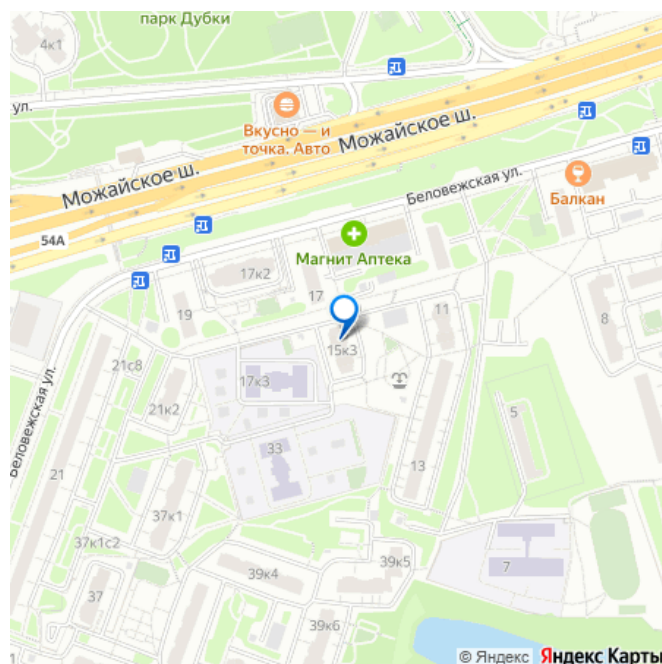 парк Дубки
4к1
ул.
Вкусно — и
точка. Авто
Можайское ш.
Можайское ш.
Беловежская ул.
Балкан
54А
Магнит Аптека
17к2
17
19
11
8
15к3
21с8
17к3
21к2
5
Беловежская ул.
33
21
13
37к1
37к1с2
39к4
39к5
7
37
39к6
1
© Яндекс Яндекс Карты